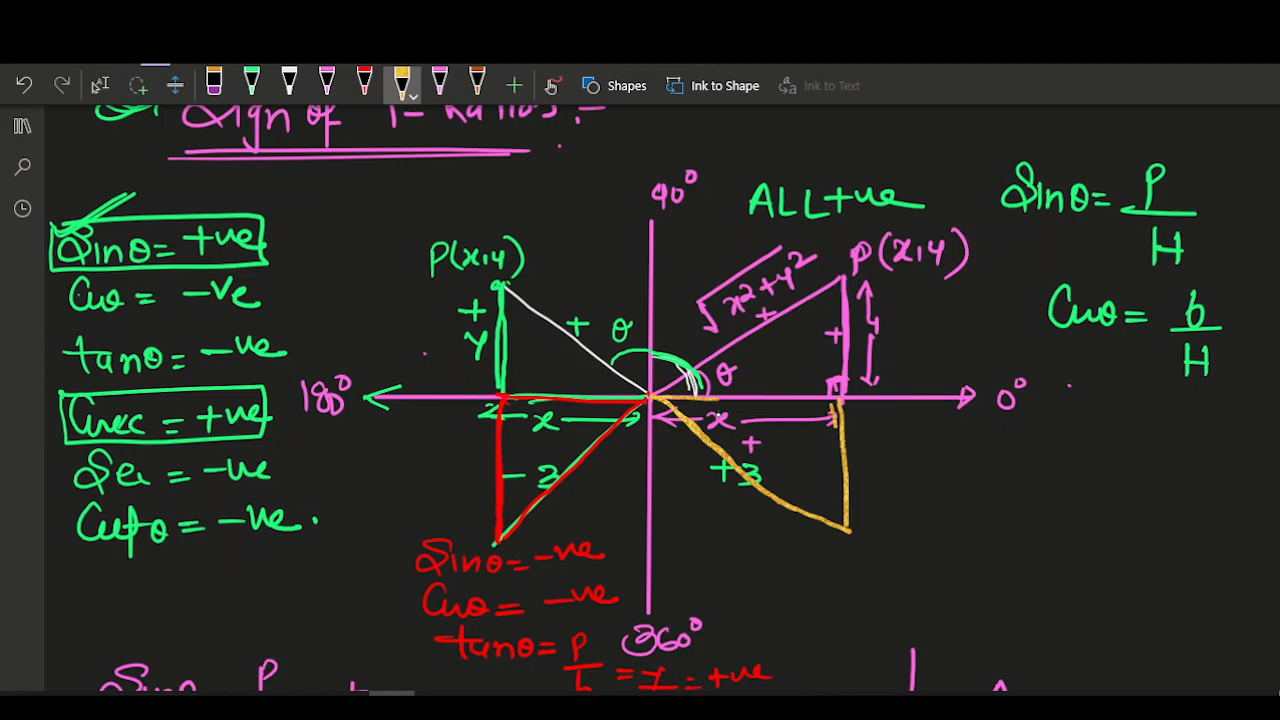 Shapes
Ink to Shape
Ink to Text
Sign of T-Ratios :-
90°
ALL +ve
Sinθ = P/H
Sinθ = +ve
P(x,y)
√x²+y²
P(x,y)
Cosθ = -ve
+
+
θ
+
+
y
Cosθ = b/H
y
tanθ = -ve
θ
180°
0°
Cosec = +ve
x
x
+
Sec = -ve
-3
+3
Cotθ = -ve.
Sinθ = -ve
Cosθ = -ve
tanθ = P/b = = +ve
360°
Sinθ P